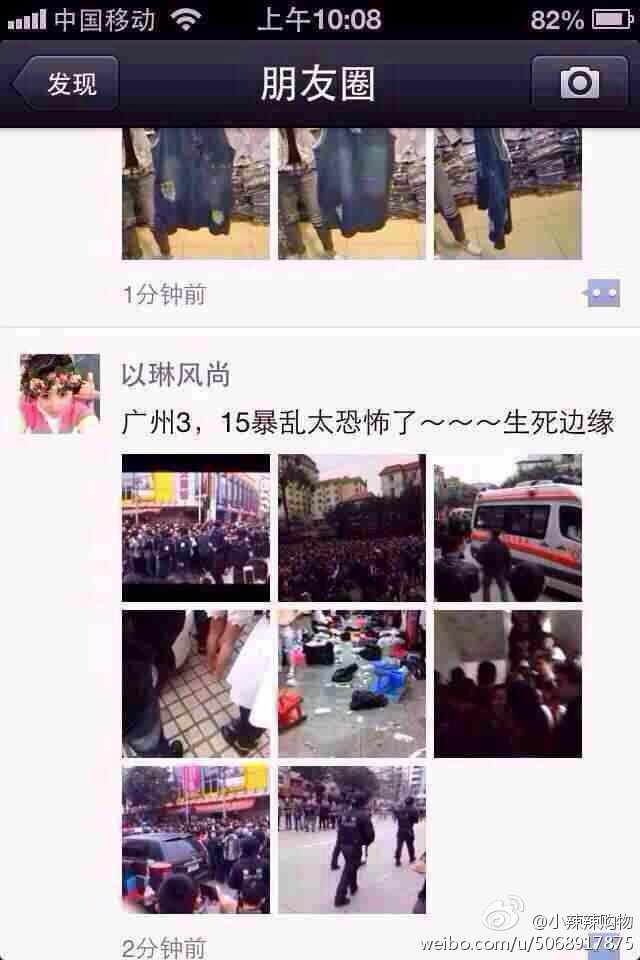 中国移动 上午10:08 82%
发现 朋友圈
1分钟前
以琳风尚
广州3，15暴乱太恐怖了～～～生死边缘
2分钟前
@小辣辣购物
weibo.com/u/5068917875